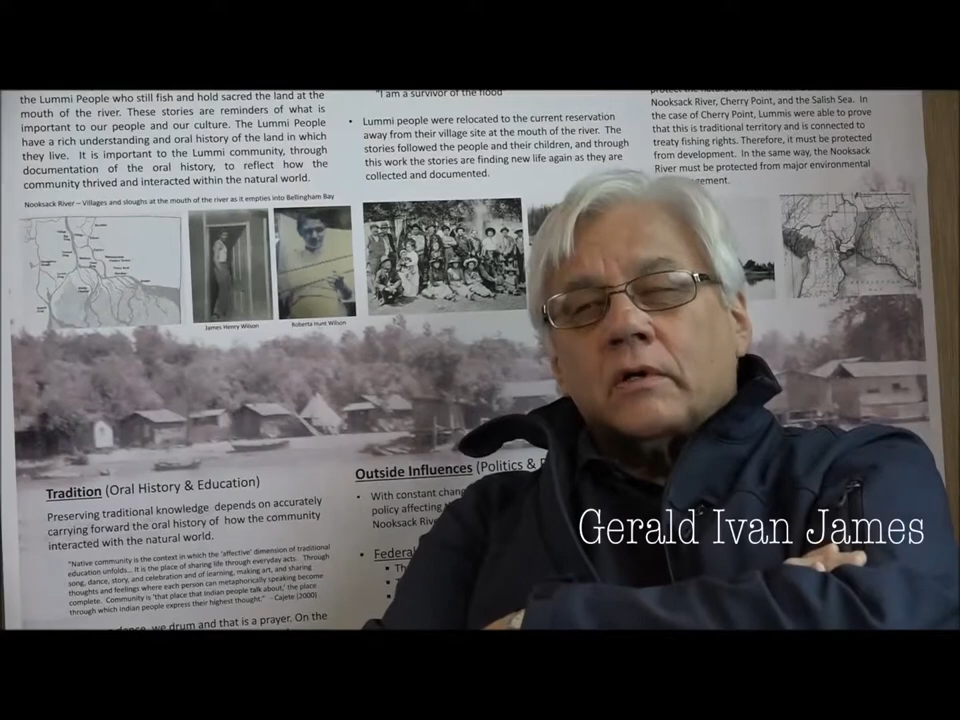 the Lummi People who still fish and hold sacred the land at the
mouth of the river. These stories are reminders of what is
important to our people and our culture. The Lummi People
have a rich understanding and oral history of the land in which
they live. It is important to the Lummi community, through
documentation of the oral history, to reflect how the
community thrived and interacted within the natural world.
Nooksack River – Villages and sloughs at the mouth of the river as it empties into Bellingham Bay
James Henry Wilson
Roberta Hunt Wilson
"I am a survivor of the flood
• Lummi people were relocated to the current reservation
away from their village site at the mouth of the river. The
stories followed the people and their children, and through
this work the stories are finding new life again as they are
collected and documented.
Nooksack River, Cherry Point, and the Salish Sea. In
the case of Cherry Point, Lummis were able to prove
that this is traditional territory and is connected to
treaty fishing rights. Therefore, it must be protected
from development. In the same way, the Nooksack
River must be protected from major environmental
Tradition (Oral History & Education)
Preserving traditional knowledge depends on accurately
carrying forward the oral history of how the community
interacted with the natural world.
"Native community is the context in which the 'affective' dimension of traditional
education unfolds... It is the place of sharing life through everyday acts. Through
song, dance, story, and celebration and of learning, making art, and sharing
thoughts and feelings where each person can metaphorically speaking become
complete. Community is 'that place that Indian people talk about,' the place
through which Indian people express their highest thought." - Cajete (2000)
we drum and that is a prayer. On the
Outside Influences (Politics &
• With constant
policy affecting
Nooksack
• Federal
Gerald Ivan James